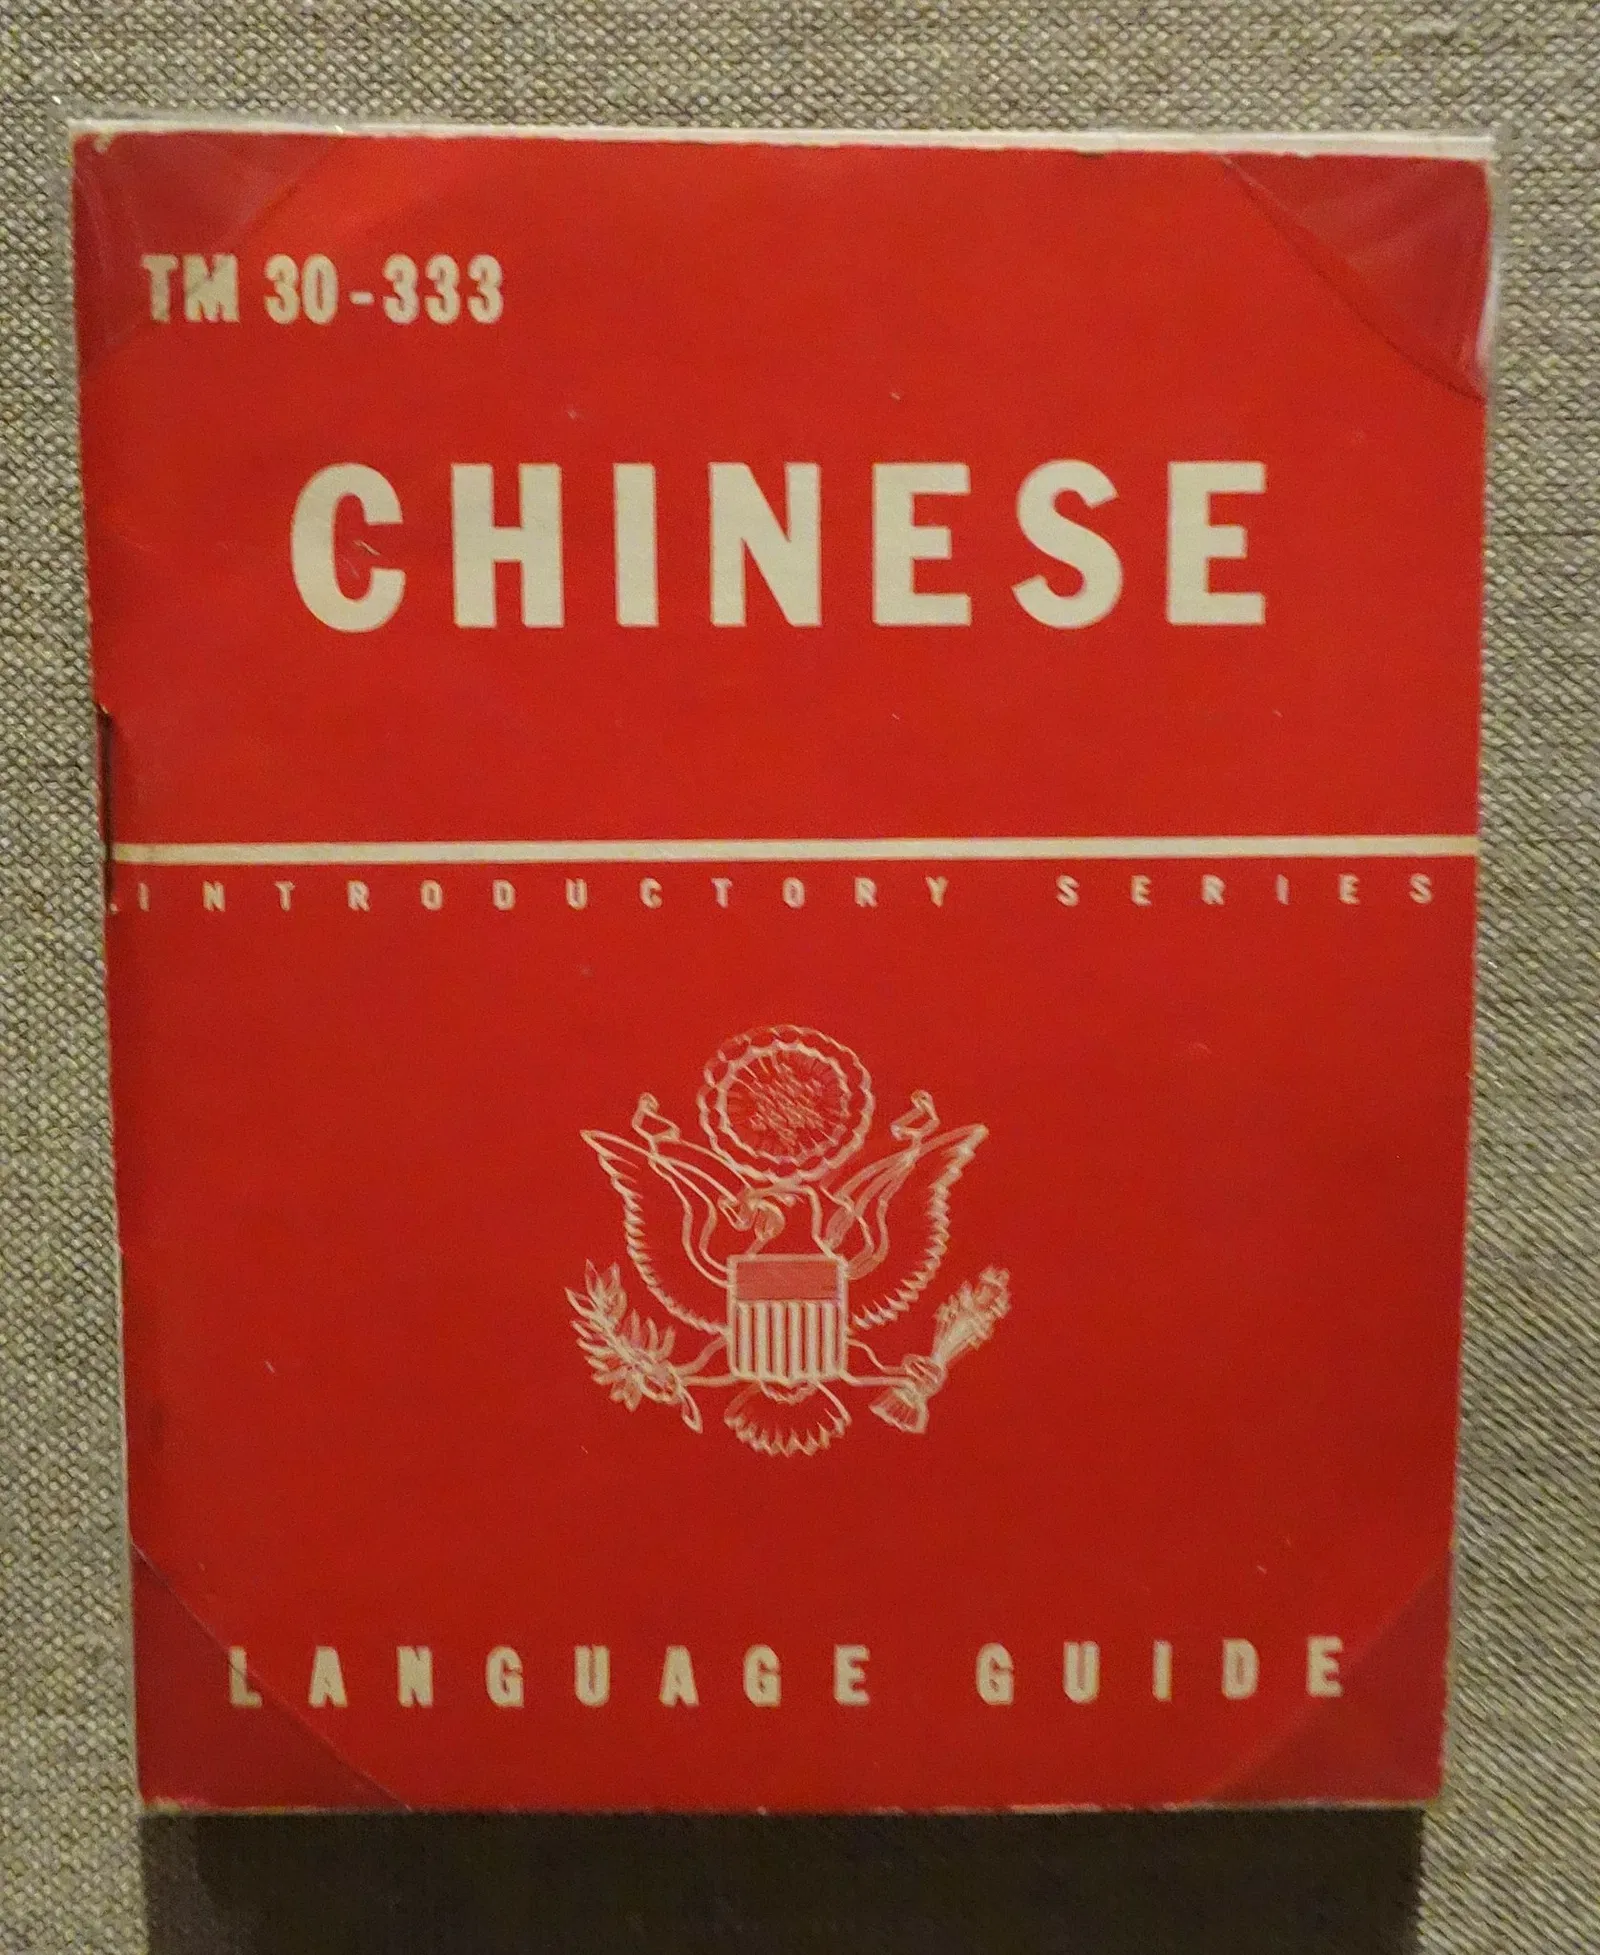 TM 30-333
CHINESE
INTRODUCTORY SERIES
LANGUAGE GUIDE